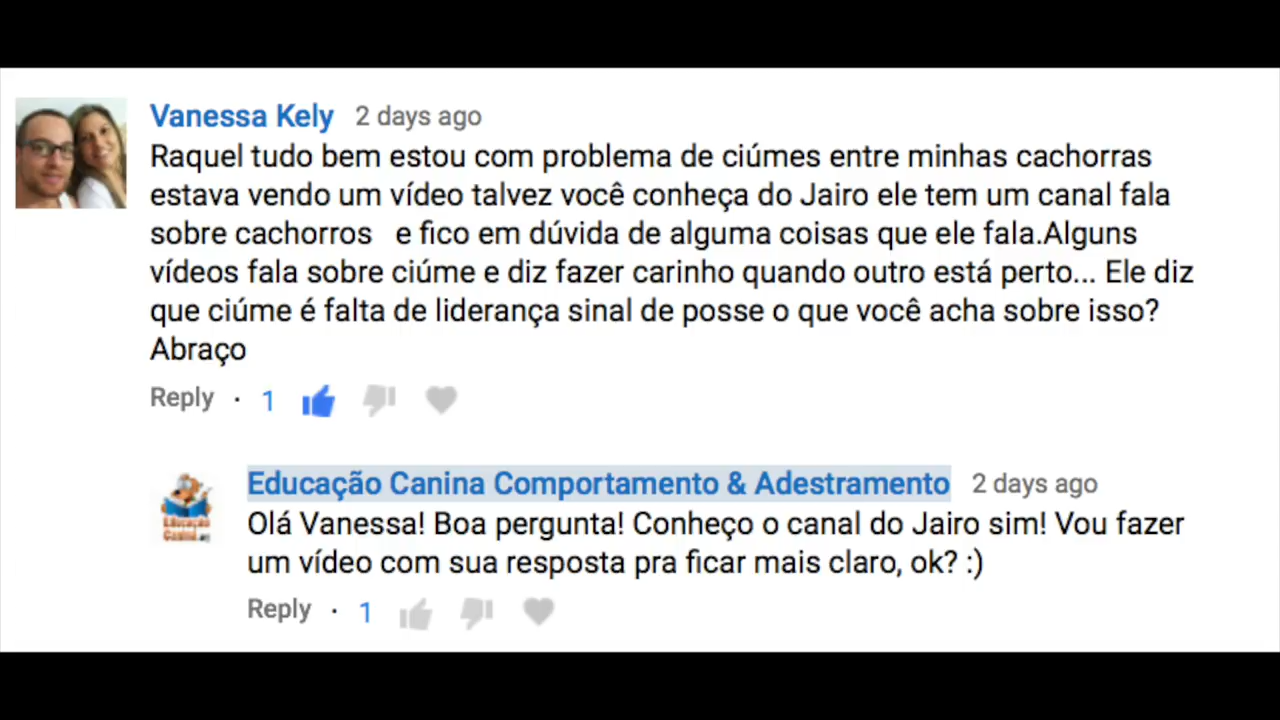 Vanessa Kely 2 days ago
Raquel tudo bem estou com problema de ciúmes entre minhas cachorras
estava vendo um vídeo talvez você conheça do Jairo ele tem um canal fala
sobre cachorros   e fico em dúvida de alguma coisas que ele fala.Alguns
vídeos fala sobre ciúme e diz fazer carinho quando outro está perto... Ele diz
que ciúme é falta de liderança sinal de posse o que você acha sobre isso?
Abraço
Reply · 1
Educação Canina Comportamento & Adestramento 2 days ago
Educação
Canina
Olá Vanessa! Boa pergunta! Conheço o canal do Jairo sim! Vou fazer
um vídeo com sua resposta pra ficar mais claro, ok? :)
Reply · 1